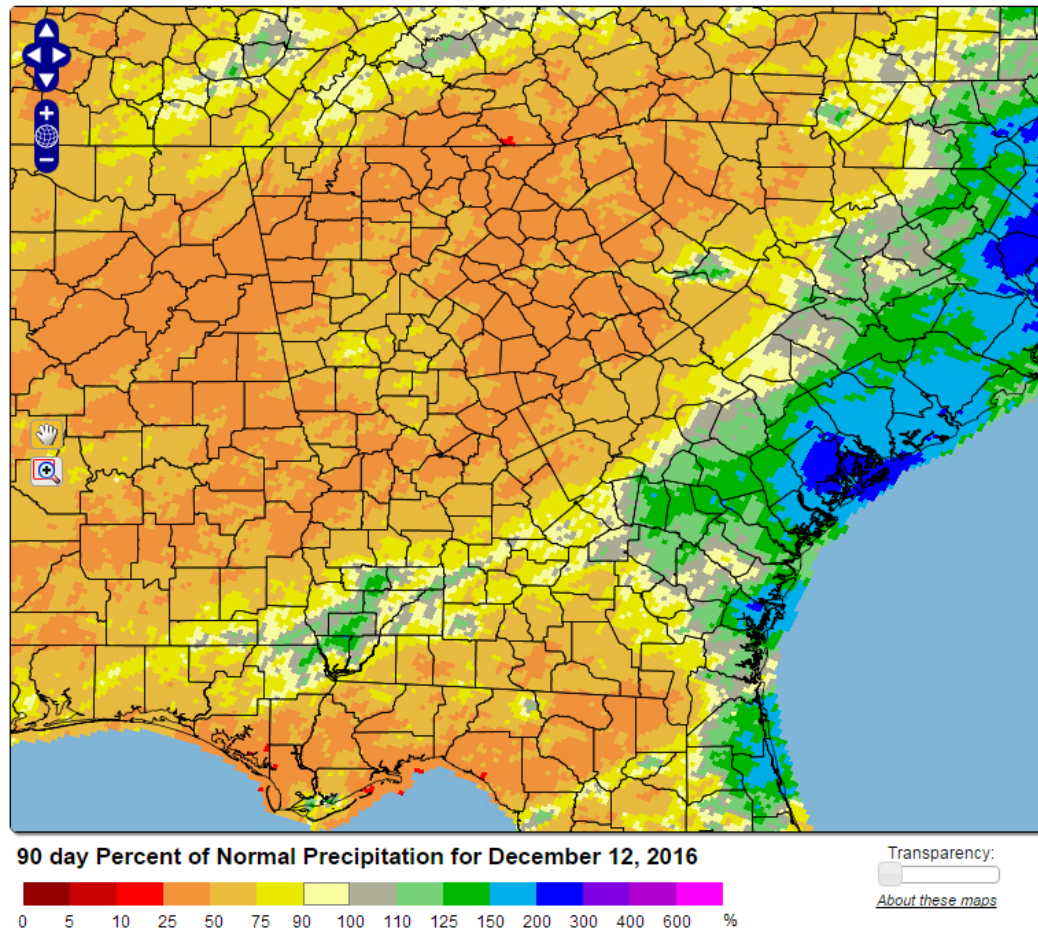 90 day Percent of Normal Precipitation for December 12, 2016
Transparency:
About these maps
0 5 10 25 50 75 90 100 110 125 150 200 300 400 600 %